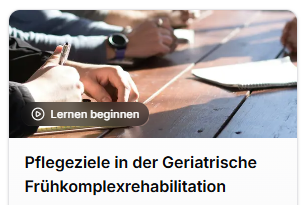 Lernen beginnen
Pflegeziele in der Geriatrische
Frühkomplexrehabilitation